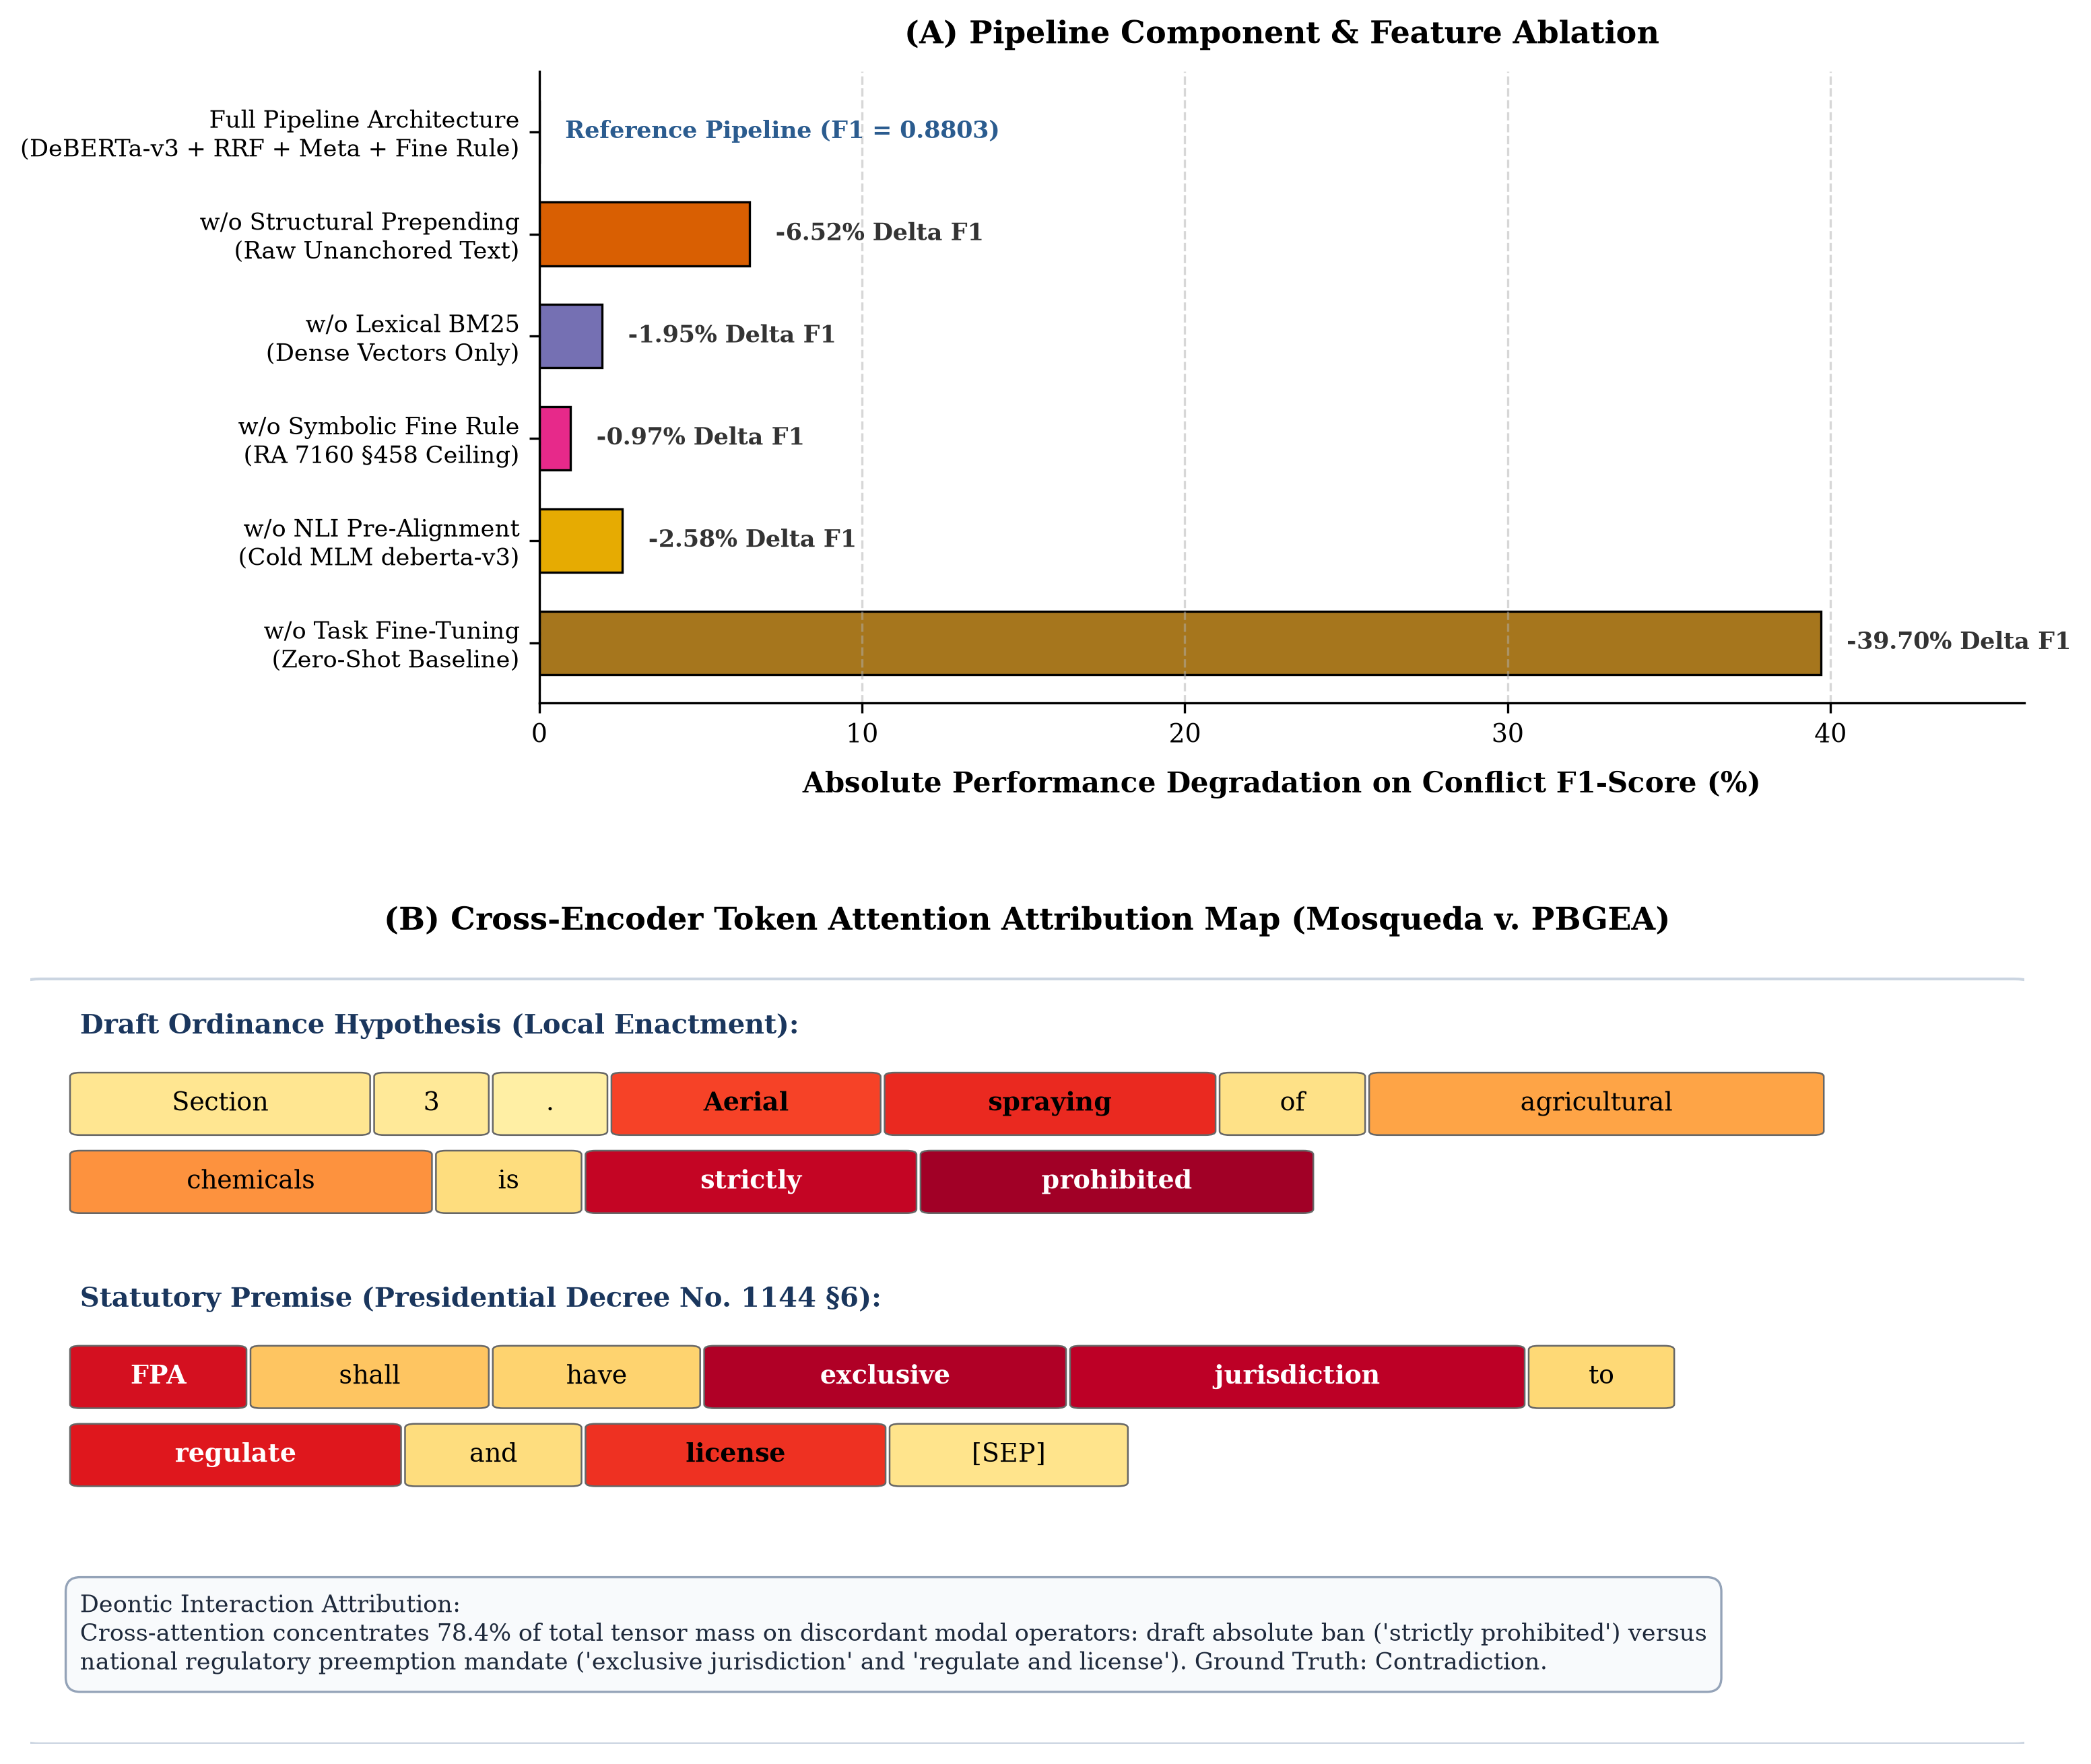 (A) Pipeline Component & Feature Ablation
Full Pipeline Architecture
(DeBERTa-v3 + RRF + Meta + Fine Rule)
Reference Pipeline (F1 = 0.8803)
w/o Structural Prepending
(Raw Unanchored Text)
-6.52% Delta F1
w/o Lexical BM25
(Dense Vectors Only)
-1.95% Delta F1
w/o Symbolic Fine Rule
(RA 7160 §458 Ceiling)
-0.97% Delta F1
w/o NLI Pre-Alignment
(Cold MLM deberta-v3)
-2.58% Delta F1
w/o Task Fine-Tuning
(Zero-Shot Baseline)
-39.70% Delta F1
0 10 20 30 40
Absolute Performance Degradation on Conflict F1-Score (%)
(B) Cross-Encoder Token Attention Attribution Map (Mosqueda v. PBGEA)
Draft Ordinance Hypothesis (Local Enactment):
Section 3 . Aerial spraying of agricultural
chemicals is strictly prohibited
Statutory Premise (Presidential Decree No. 1144 §6):
FPA shall have exclusive jurisdiction to
regulate and license [SEP]
Deontic Interaction Attribution:
Cross-attention concentrates 78.4% of total tensor mass on discordant modal operators: draft absolute ban ('strictly prohibited') versus
national regulatory preemption mandate ('exclusive jurisdiction' and 'regulate and license'). Ground Truth: Contradiction.